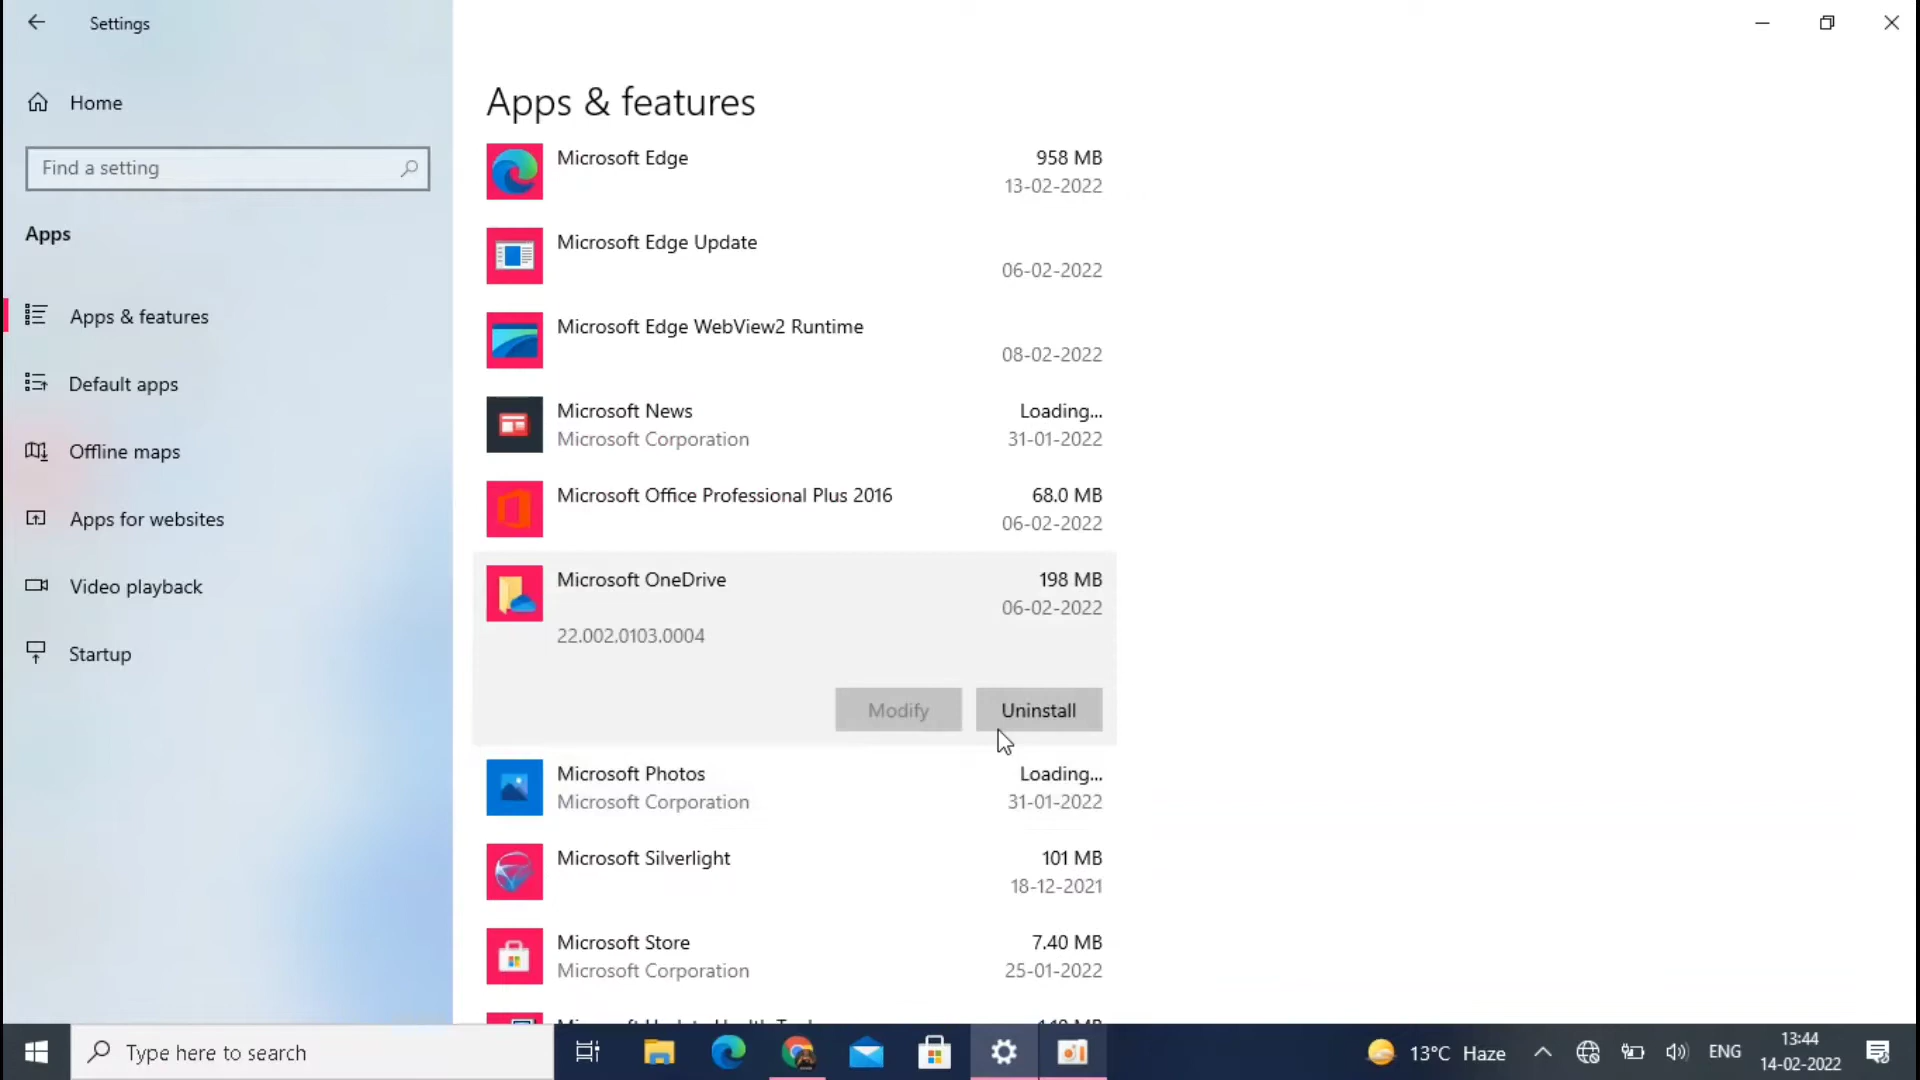 Settings
Home
Find a setting
Apps
Apps & features
Default apps
Offline maps
Apps for websites
Video playback
Startup
Apps & features
Microsoft Edge 958 MB
13-02-2022
Microsoft Edge Update
06-02-2022
Microsoft Edge WebView2 Runtime
08-02-2022
Microsoft News Loading...
Microsoft Corporation 31-01-2022
Microsoft Office Professional Plus 2016 68.0 MB
06-02-2022
Microsoft OneDrive 198 MB
06-02-2022
22.002.0103.0004
Modify Uninstall
Microsoft Photos Loading...
Microsoft Corporation 31-01-2022
Microsoft Silverlight 101 MB
18-12-2021
Microsoft Store 7.40 MB
Microsoft Corporation 25-01-2022
Type here to search
13°C Haze
ENG
13:44
14-02-2022